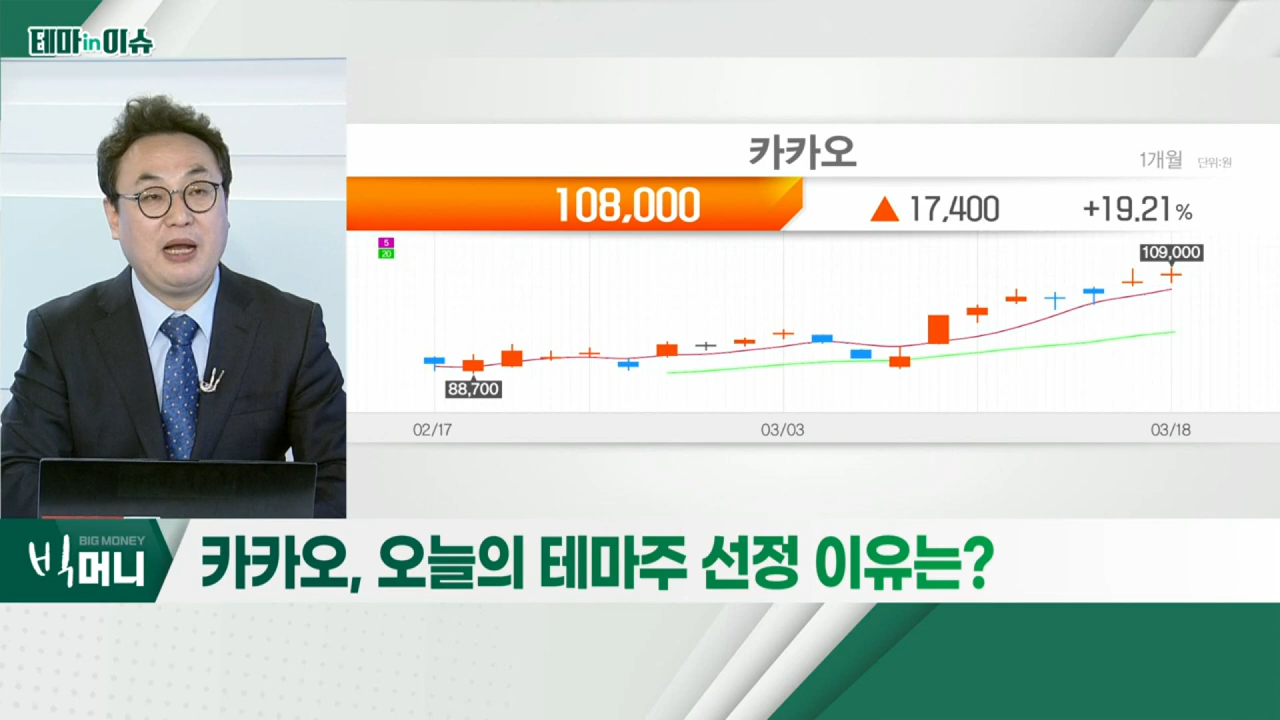 테마in이슈
카카오
1개월 단위:원
108,000 ▲ 17,400 +19.21%
5
20
109,000
88,700
02/17 03/03 03/18
BIG MONEY
빅머니
카카오, 오늘의 테마주 선정 이유는?